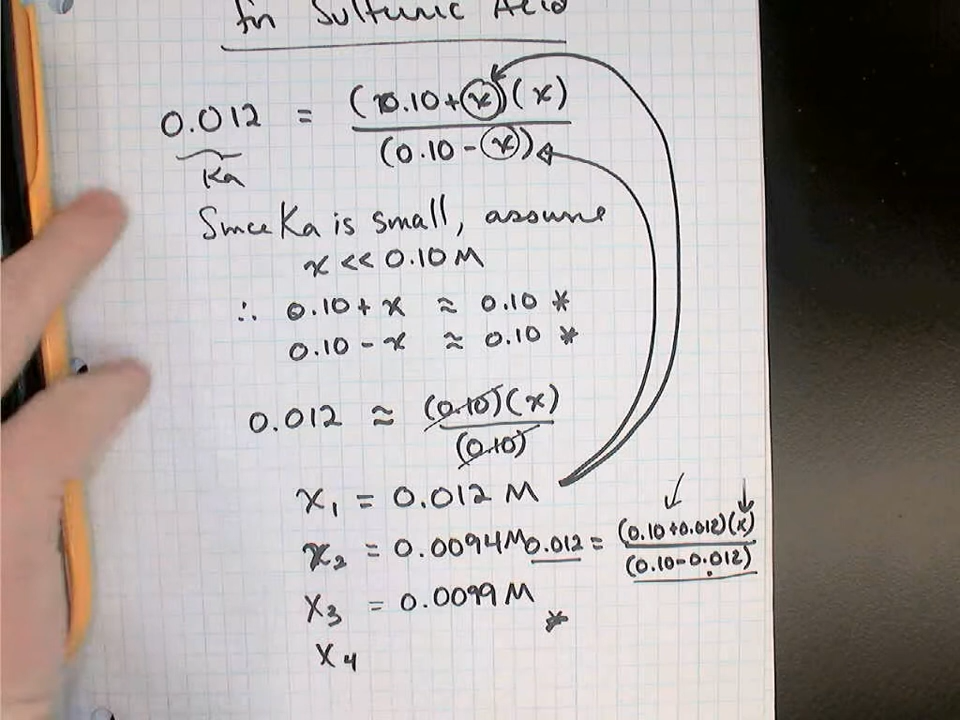 for Sulfuric Acid
0.012 = (0.10 + x)(x)
(0.10 - x)
Ka
Since Ka is small, assume
x << 0.10 M
∴ 0.10 + x ≈ 0.10 *
0.10 - x ≈ 0.10 *
0.012 ≈ (0.10)(x)
(0.10)
x₁ = 0.012 M
x₂ = 0.0094 M 0.012 = (0.10 + 0.012)(x)
(0.10 - 0.012)
x₃ = 0.0099 M
*
x₄